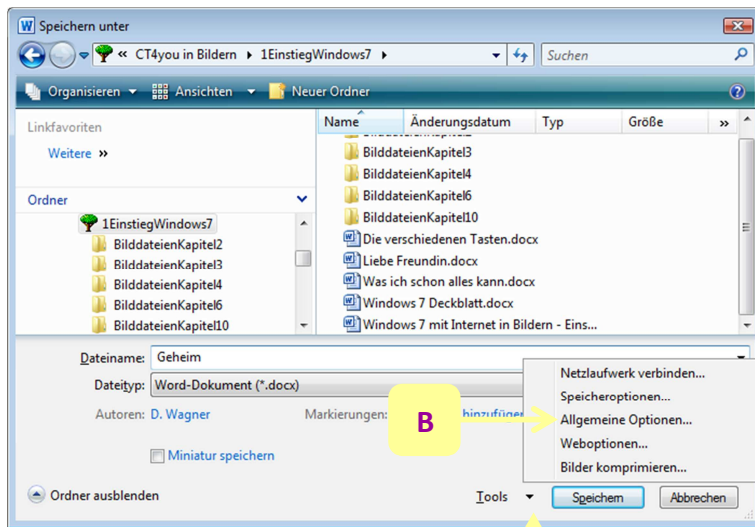 Speichern unter
« CT4you in Bildern 1EinstiegWindows7
Suchen
Organisieren Ansichten Neuer Ordner
Linkfavoriten
Weitere »
Ordner
1EinstiegWindows7
BilddateienKapitel2
BilddateienKapitel3
BilddateienKapitel4
BilddateienKapitel6
BilddateienKapitel10
Name Änderungsdatum Typ Größe »
BilddateienKapitel2
BilddateienKapitel3
BilddateienKapitel4
BilddateienKapitel6
BilddateienKapitel10
Die verschiedenen Tasten.docx
Liebe Freundin.docx
Was ich schon alles kann.docx
Windows 7 Deckblatt.docx
Windows 7 mit Internet in Bildern - Eins...
Dateiname: Geheim
Dateityp: Word-Dokument (*.docx)
Autoren: D. Wagner Markierungen: hinzufügen
Miniatur speichern
B
Netzlaufwerk verbinden...
Speicheroptionen...
Allgemeine Optionen...
Weboptionen...
Bilder komprimieren...
Ordner ausblenden
Tools Speichern Abbrechen